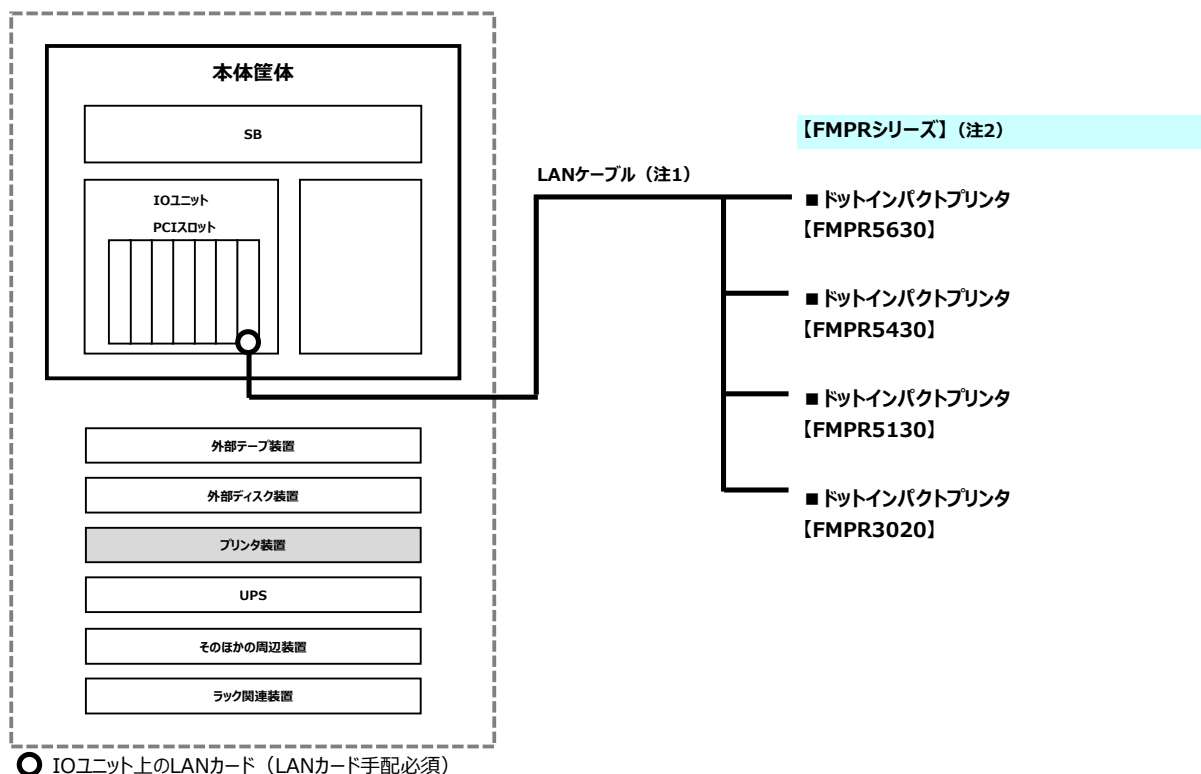 本体筐体
SB
IOユニット
PCIスロット
外部テープ装置
外部ディスク装置
プリンタ装置
UPS
そのほかの周辺装置
ラック関連装置
IOユニット上のLANカード（LANカード手配必須）
LANケーブル（注1）
【FMPRシリーズ】（注2）
■ドットインパクトプリンタ
【FMPR5630】
■ドットインパクトプリンタ
【FMPR5430】
■ドットインパクトプリンタ
【FMPR5130】
■ドットインパクトプリンタ
【FMPR3020】